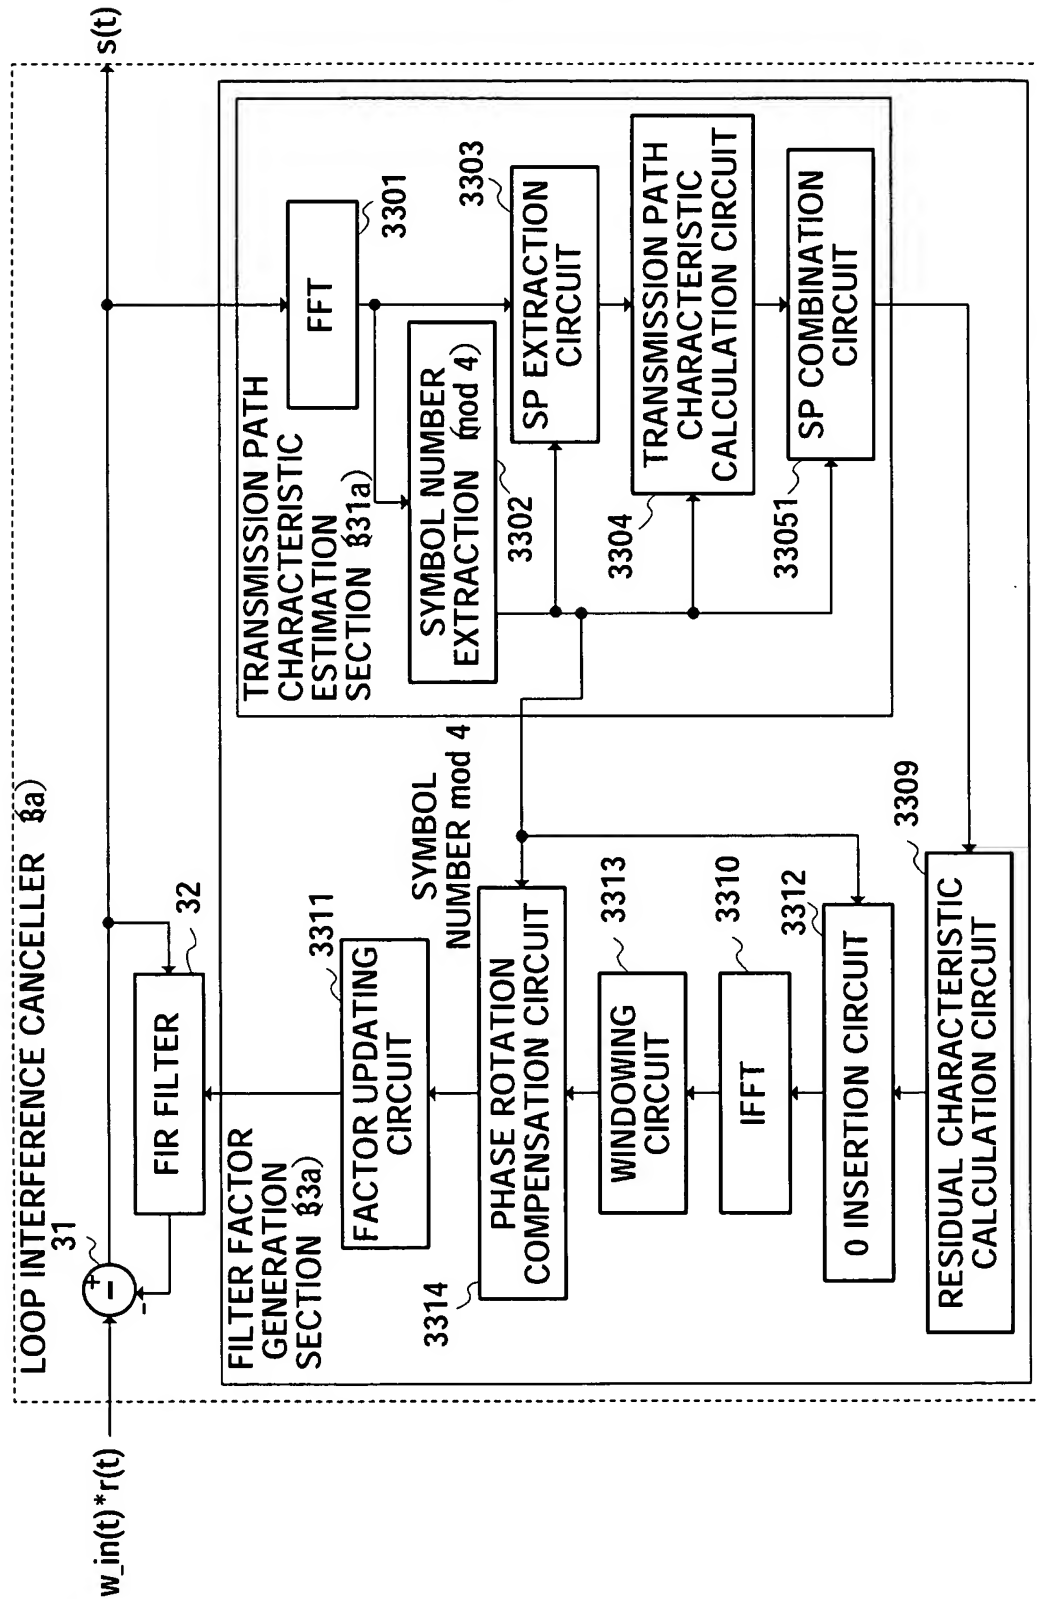 LOOP INTERFERENCE CANCELLER (3a)
w_in(t)*r(t)
31
+
−
-
s(t)
FIR FILTER
32
FILTER FACTOR
GENERATION
SECTION (33a)
FACTOR UPDATING
CIRCUIT
3311
SYMBOL
NUMBER mod 4
PHASE ROTATION
COMPENSATION CIRCUIT
3314
WINDOWING
CIRCUIT
3313
IFFT
3310
0 INSERTION CIRCUIT
3312
RESIDUAL CHARACTERISTIC
CALCULATION CIRCUIT
3309
TRANSMISSION PATH
CHARACTERISTIC
ESTIMATION
SECTION (331a)
FFT
3301
SYMBOL NUMBER
EXTRACTION (mod 4)
3302
SP EXTRACTION
CIRCUIT
3303
TRANSMISSION PATH
CHARACTERISTIC
CALCULATION CIRCUIT
3304
SP COMBINATION
CIRCUIT
33051